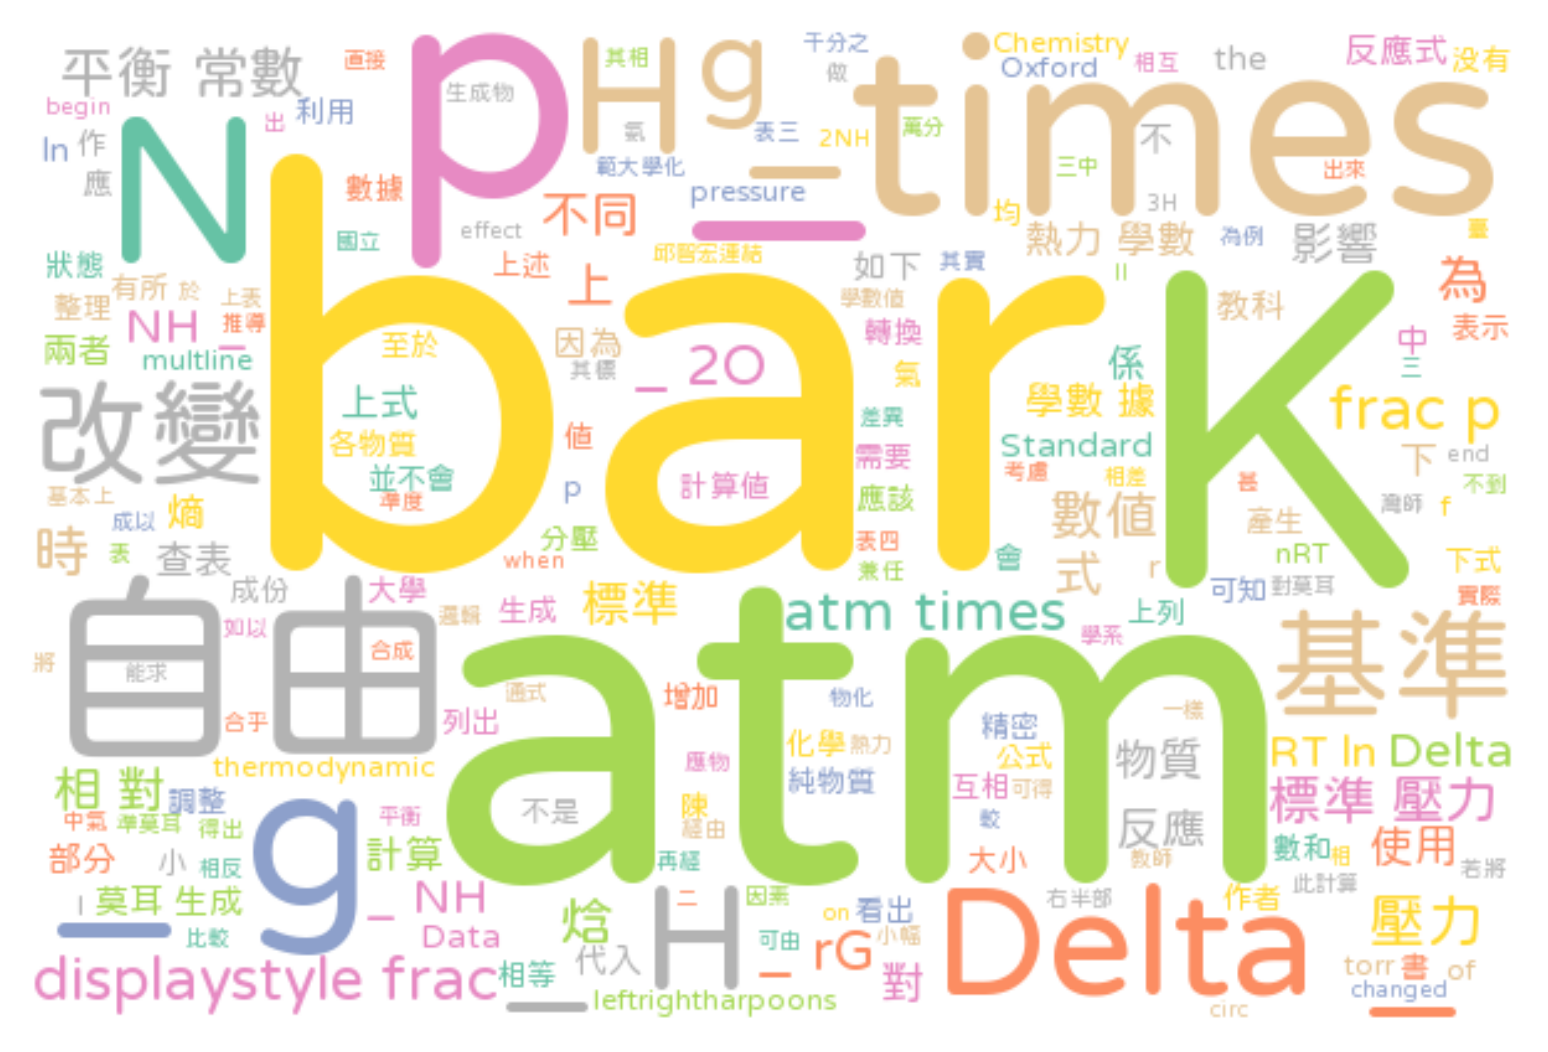 平衡 常數
直接
p
生成物
H
其相
g_
千分之
做
times
Chemistry
Oxford
相互
the
反應式
没有
begin
出
利用
氣
表三
2NH
萬分
不
ln
作
應
N
範大學化
三中
出來
數據
pressure
_
3H
不同
均
effect
國立
熱力 學數
為例
影響
臺
狀態
上述
邱智宏連結
如下
其實
II
為
有所
於
上表
上
學數值
教科
整理
NH_
推導
轉換
表示
兩者
multline
至於
因為
其標
_2O
氣
係
中
三
bar
K
改變
上式
差異
學數 據
frac p
各物質
值
需要
Standard
下
end
並不會
準度
p
計算值
考慮
相差
甚
不到
基本上
應該
數值
灣師
f
成以
熵
分壓
表四
產生
時
表
查表
when
兼任
會
式
r
nRT
下式
成份
大學
標準
可知
對莫耳
實際
自由
如以
邏輯
生成
atm times
上列
學系
基準
將
能求
合成
atm
合乎
列出
通式
增加
物化
一樣
精密
thermodynamic
應物
化學
熱力
公式
物質
RT ln
Delta
相 對
調整
純物質
互相
可得
標準 壓力
中氣
準莫耳
得出
g_
平衡
不是
陳
經由
較
反應
部分
小
相反
計算
再經
大小
教師
數和
相
使用
此計算
若將
l
莫耳 生成
_NH
焓
H_
二
因素
on
看出
Delta
右半部
作者
壓力
比較
Data
代入
可由
_rG
小幅
displaystyle frac
相等
對
torr
書
of
leftrightharpoons
changed
circ
_